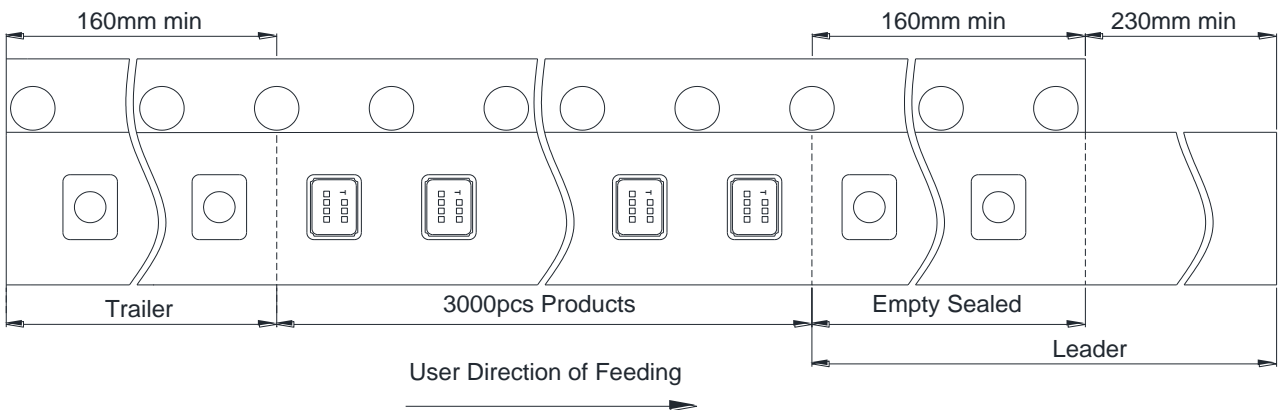 160mm min
160mm min
230mm min
T
T
T
T
Trailer
3000pcs Products
Empty Sealed
Leader
User Direction of Feeding